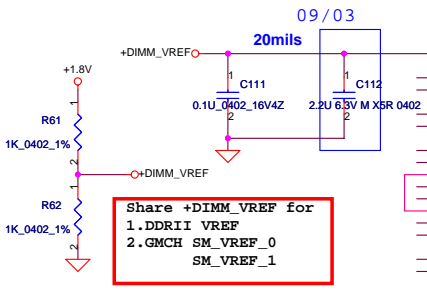 09/03
20mils
+DIMM_VREF
+1.8V
1
C111
0.1U_0402_16V4Z
2
1
C112
2.2U 6.3V M X5R 0402
2
1
R61
1K_0402_1%
2
+DIMM_VREF
1
R62
1K_0402_1%
2
Share +DIMM_VREF for
1.DDRII VREF
2.GMCH SM_VREF_0
SM_VREF_1